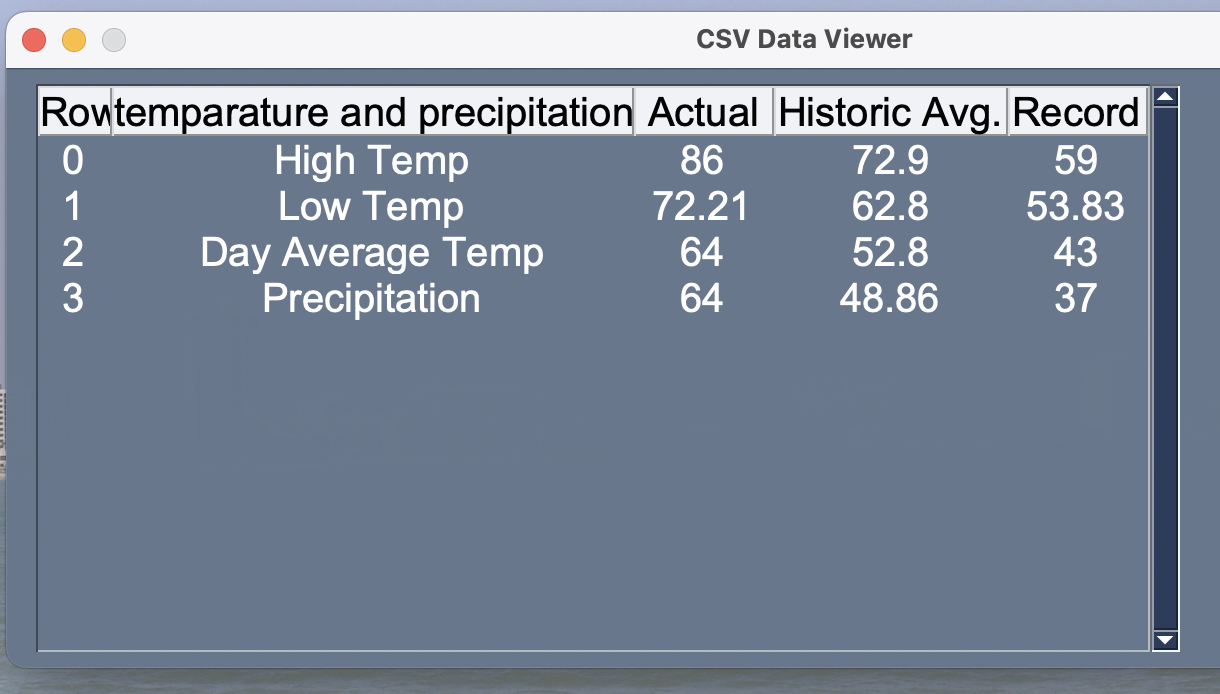 CSV Data Viewer
Row temparature and precipitation Actual Historic Avg. Record
0 High Temp 86 72.9 59
1 Low Temp 72.21 62.8 53.83
2 Day Average Temp 64 52.8 43
3 Precipitation 64 48.86 37